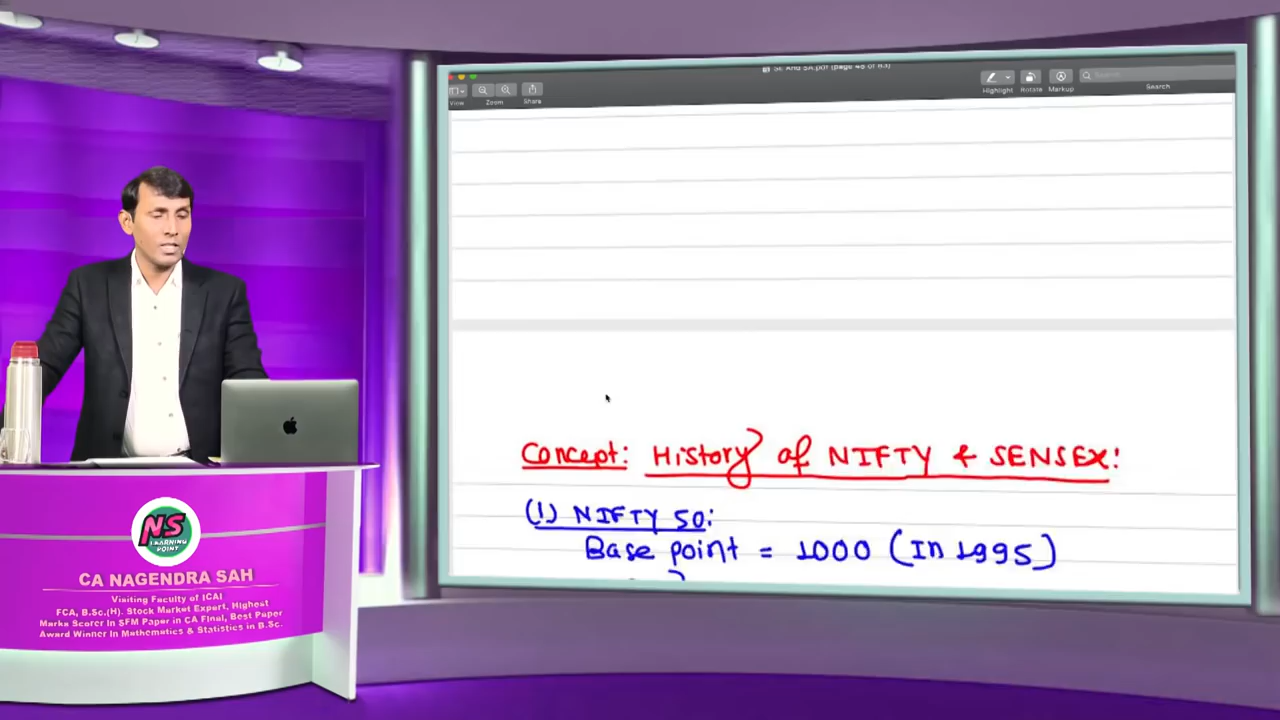 View
Zoom
Share
Highlight
Rotate
Markup
Search
Search
Concept: History of NIFTY & SENSEX:
(1) NIFTY 50:
Base point = 1000 (In 1995)
NS
LEARNING
POINT
CA NAGENDRA SAH
Visiting Faculty of ICAI
FCA, B.Sc.(H). Stock Market Expert, Highest
Marks Scorer in SFM Paper in CA Final, Best Paper
Award Winner in Mathematics & Statistics in B.Sc.